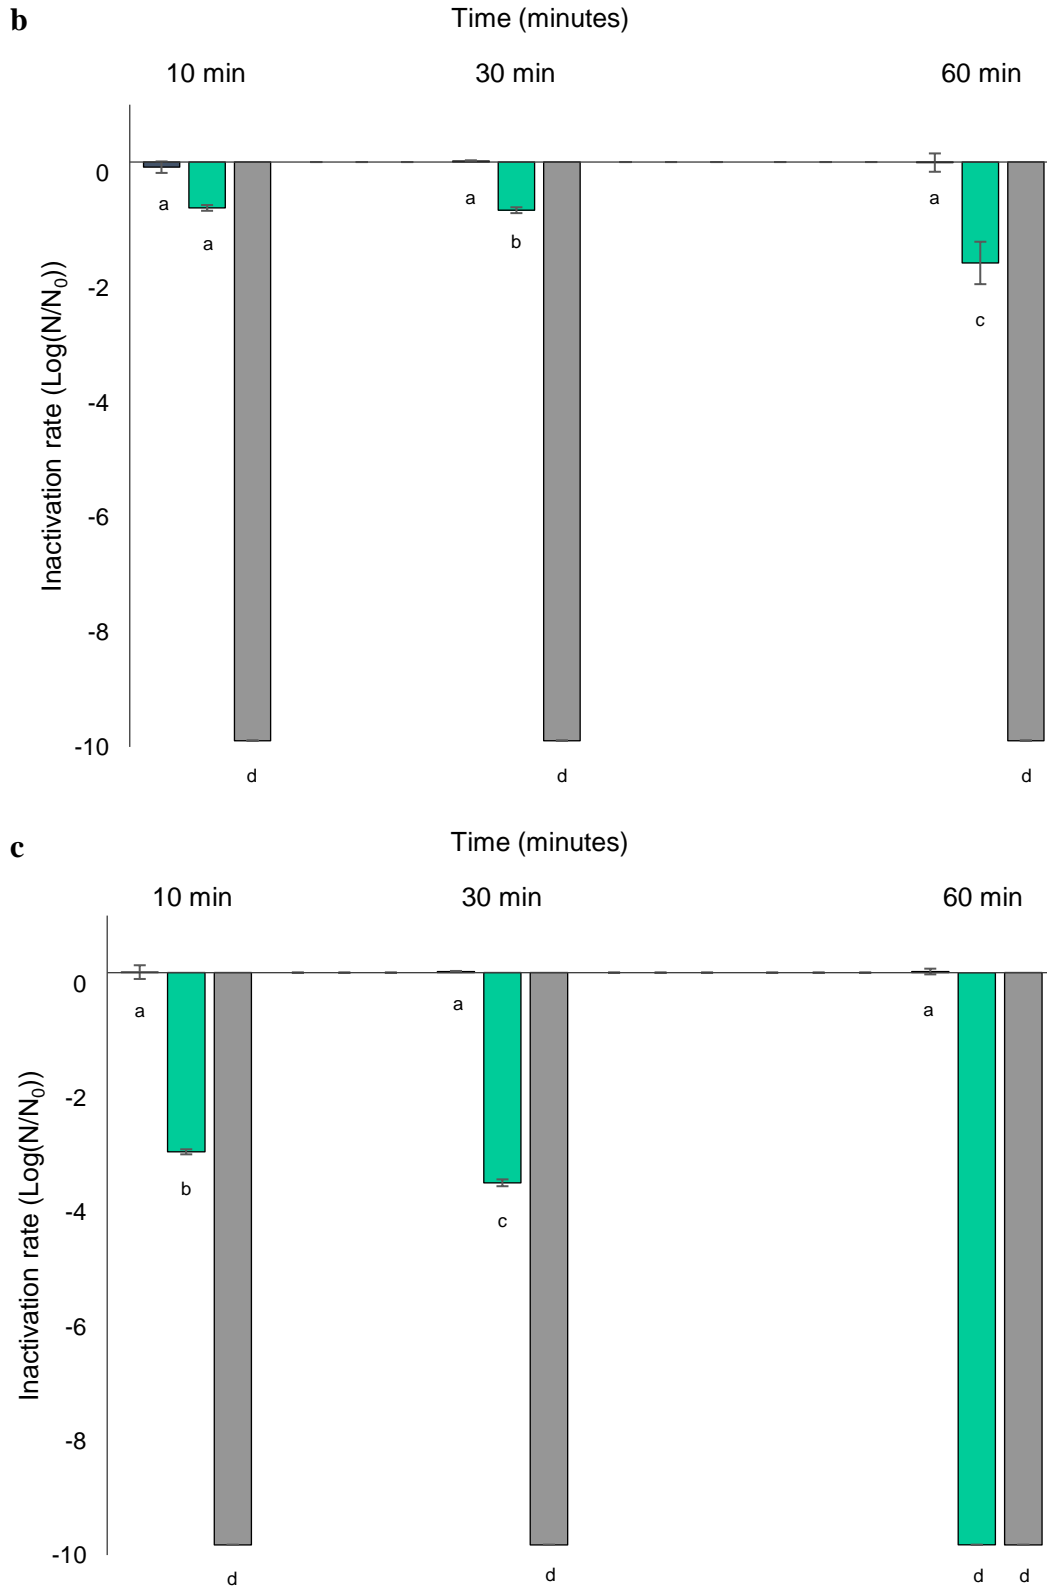 b
Time (minutes)
10 min 30 min 60 min
0
-2
-4
-6
-8
-10
Inactivation rate (Log(N/N0))
a a d a b d a c d
c
Time (minutes)
10 min 30 min 60 min
0
-2
-4
-6
-8
-10
Inactivation rate (Log(N/N0))
a b d a c d a d d